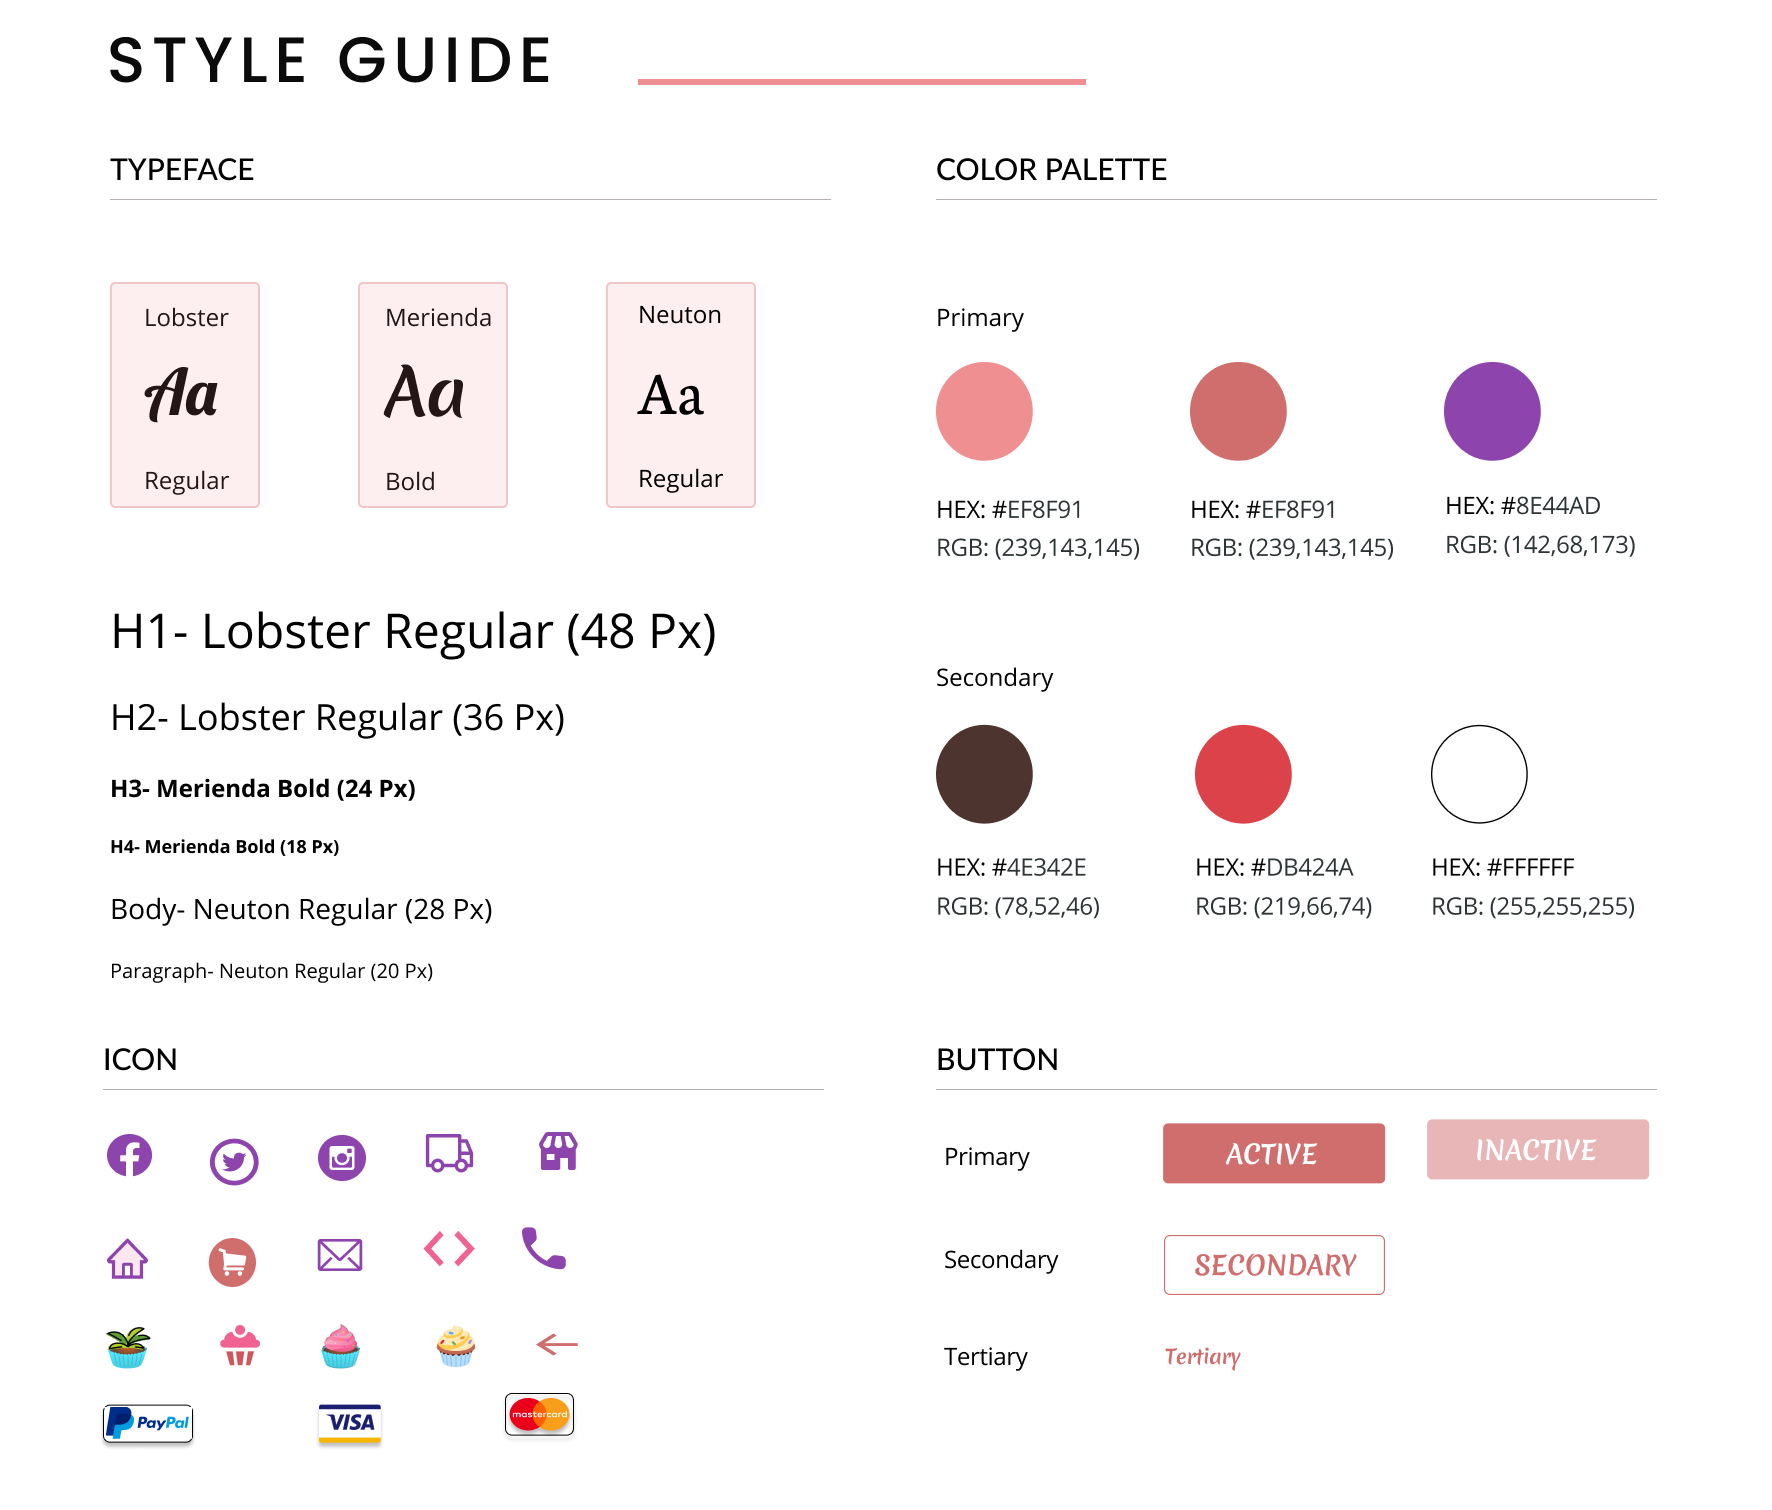 STYLE GUIDE
TYPEFACE
Lobster
Aa
Regular
Merienda
Aa
Bold
Neuton
Aa
Regular
H1- Lobster Regular (48 Px)
H2- Lobster Regular (36 Px)
H3- Merienda Bold (24 Px)
H4- Merienda Bold (18 Px)
Body- Neuton Regular (28 Px)
Paragraph- Neuton Regular (20 Px)
COLOR PALETTE
Primary
HEX: #EF8F91
RGB: (239,143,145)
HEX: #EF8F91
RGB: (239,143,145)
HEX: #8E44AD
RGB: (142,68,173)
Secondary
HEX: #4E342E
RGB: (78,52,46)
HEX: #DB424A
RGB: (219,66,74)
HEX: #FFFFFF
RGB: (255,255,255)
ICON
PayPal
VISA
mastercard
BUTTON
Primary
ACTIVE
INACTIVE
Secondary
SECONDARY
Tertiary
Tertiary